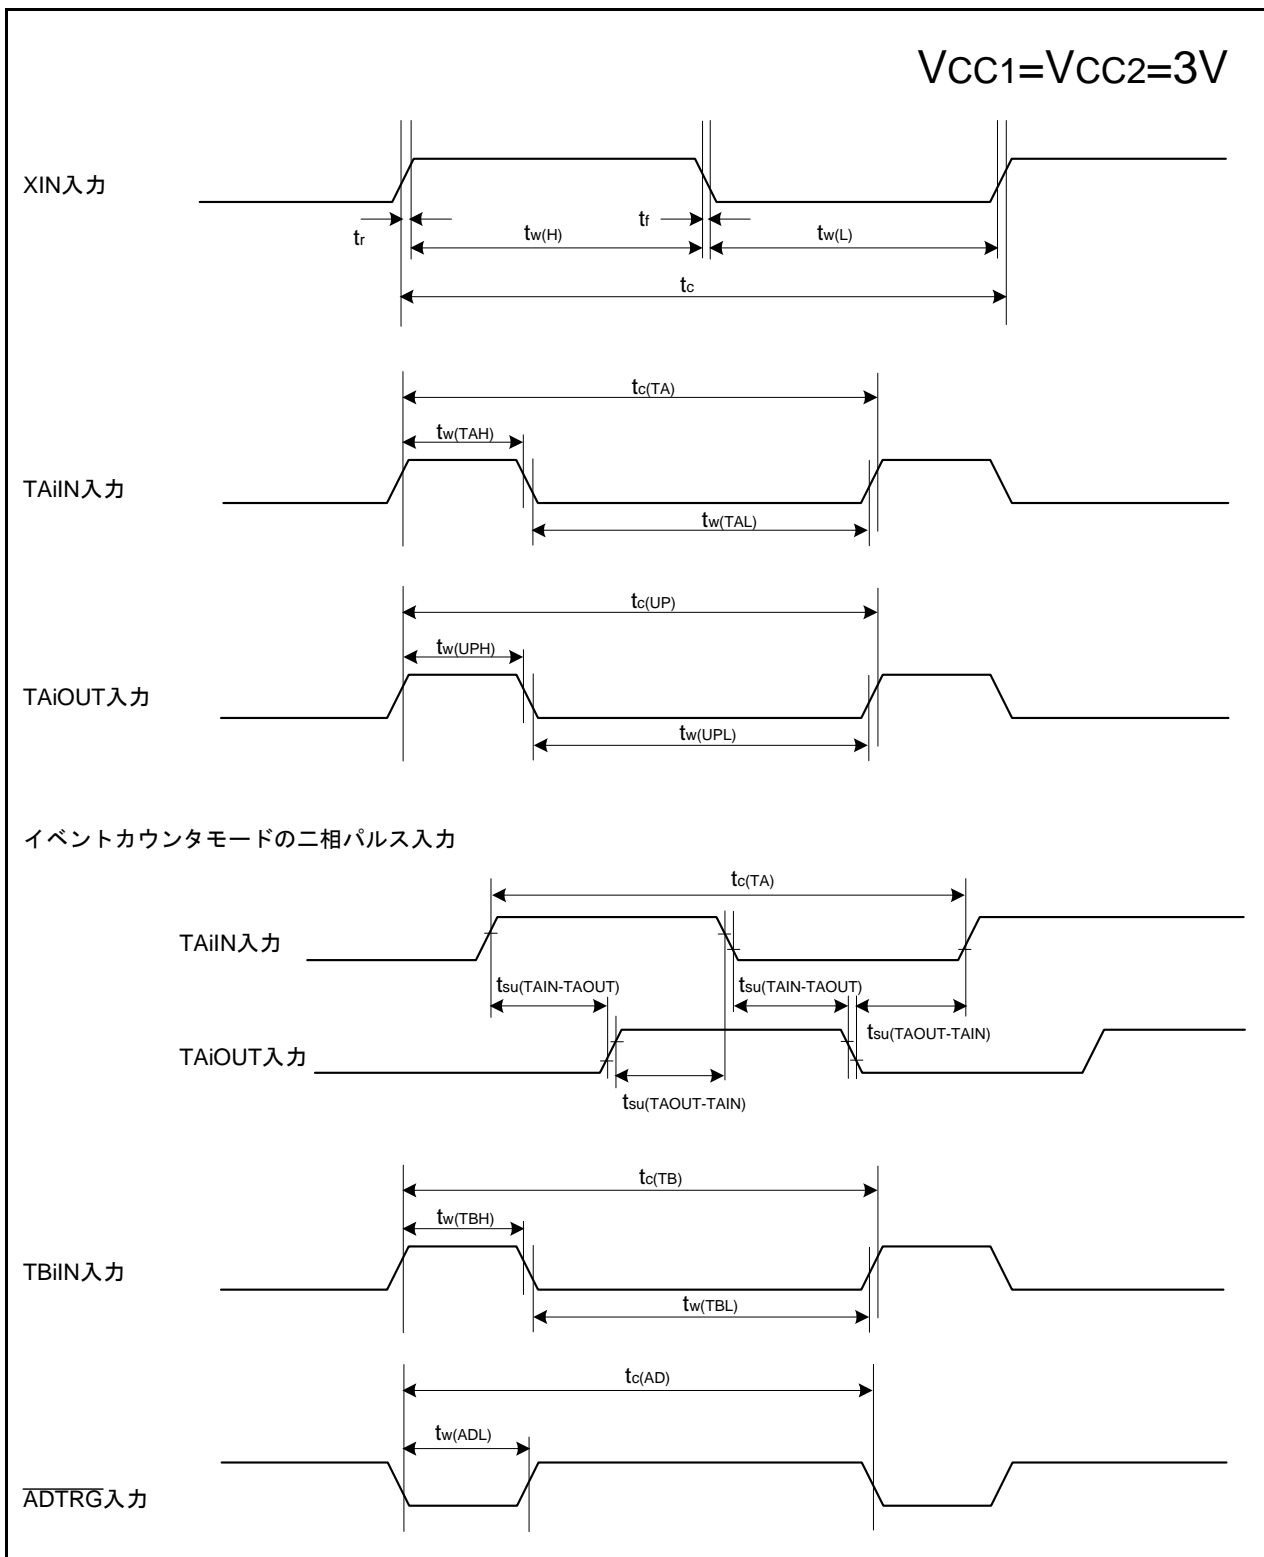 VCC1=VCC2=3V
XIN入力
tr
tw(H)
tf
tw(L)
tc
tc(TA)
tw(TAH)
TAiIN入力
tw(TAL)
tc(UP)
tw(UPH)
TAiOUT入力
tw(UPL)
イベントカウンタモードの二相パルス入力
tc(TA)
TAiIN入力
tsu(TAIN-TAOUT)
tsu(TAIN-TAOUT)
tsu(TAOUT-TAIN)
TAiOUT入力
tsu(TAOUT-TAIN)
tc(TB)
tw(TBH)
TBiIN入力
tw(TBL)
tc(AD)
tw(ADL)
ADTRG入力